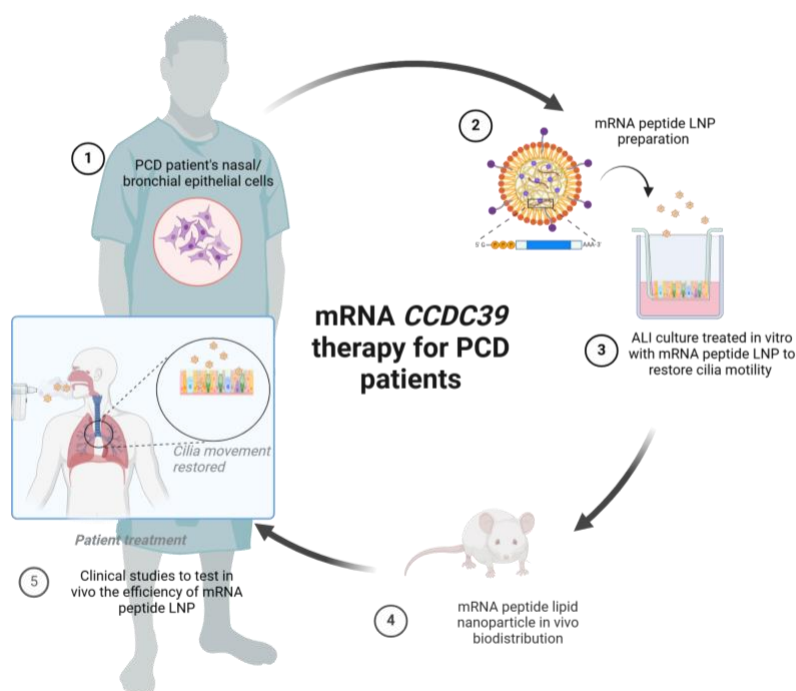 1
PCD patient's nasal/
bronchial epithelial cells
2
mRNA peptide LNP
preparation
5' G P P P AAA-3'
mRNA CCDC39
therapy for PCD
patients
3
ALI culture treated in vitro
with mRNA peptide LNP to
restore cilia motility
Cilia movement
restored
Patient treatment
5
Clinical studies to test in
vivo the efficiency of mRNA
peptide LNP
4
mRNA peptide lipid
nanoparticle in vivo
biodistribution